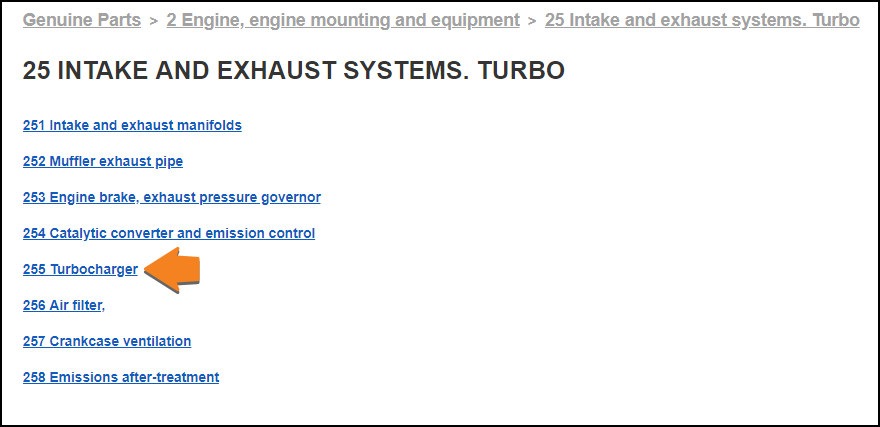 Genuine Parts > 2 Engine, engine mounting and equipment > 25 Intake and exhaust systems. Turbo
25 INTAKE AND EXHAUST SYSTEMS. TURBO
251 Intake and exhaust manifolds
252 Muffler exhaust pipe
253 Engine brake, exhaust pressure governor
254 Catalytic converter and emission control
255 Turbocharger
256 Air filter,
257 Crankcase ventilation
258 Emissions after-treatment